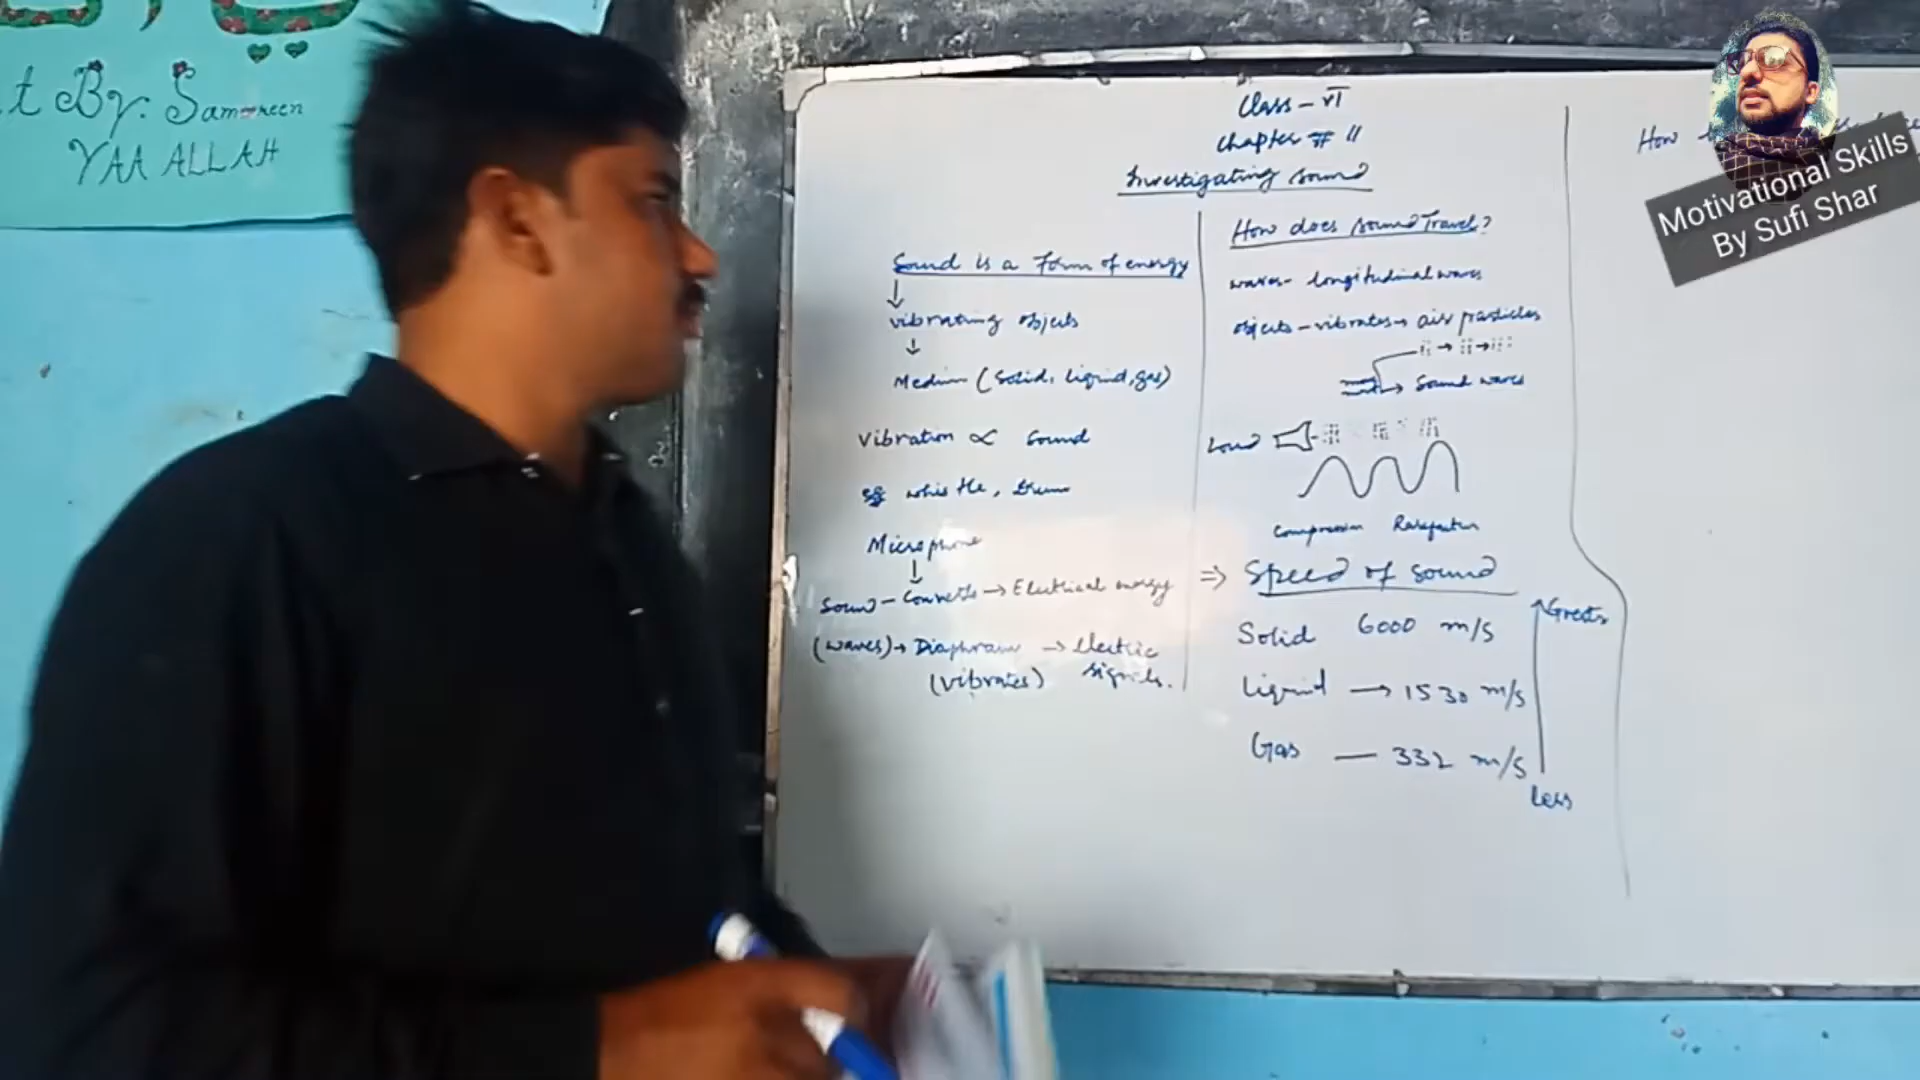 t By: Samreen
YAA ALLAH
Class - VI
Chapter # 11
Investigating Sound
Sound is a Form of energy
↓
vibrating objects
↓
Medium (Solid, liquid, gas)
Vibration ∝ Sound
whistle, Drum
Microphone
↓
Sound - Converts → Electrical energy
(waves) → Diaphram → Electric
(vibrates) signals.
How does Sound Travel?
waves - longitudinal waves
objects - vibrates → air particles
→ Sound waves
Loud
Compression Rarefaction
⇒ Speed of Sound
Solid 6000 m/s
Liquid → 1530 m/s
Gas — 332 m/s
Greater
Less
How
Motivational Skills
By Sufi Shar